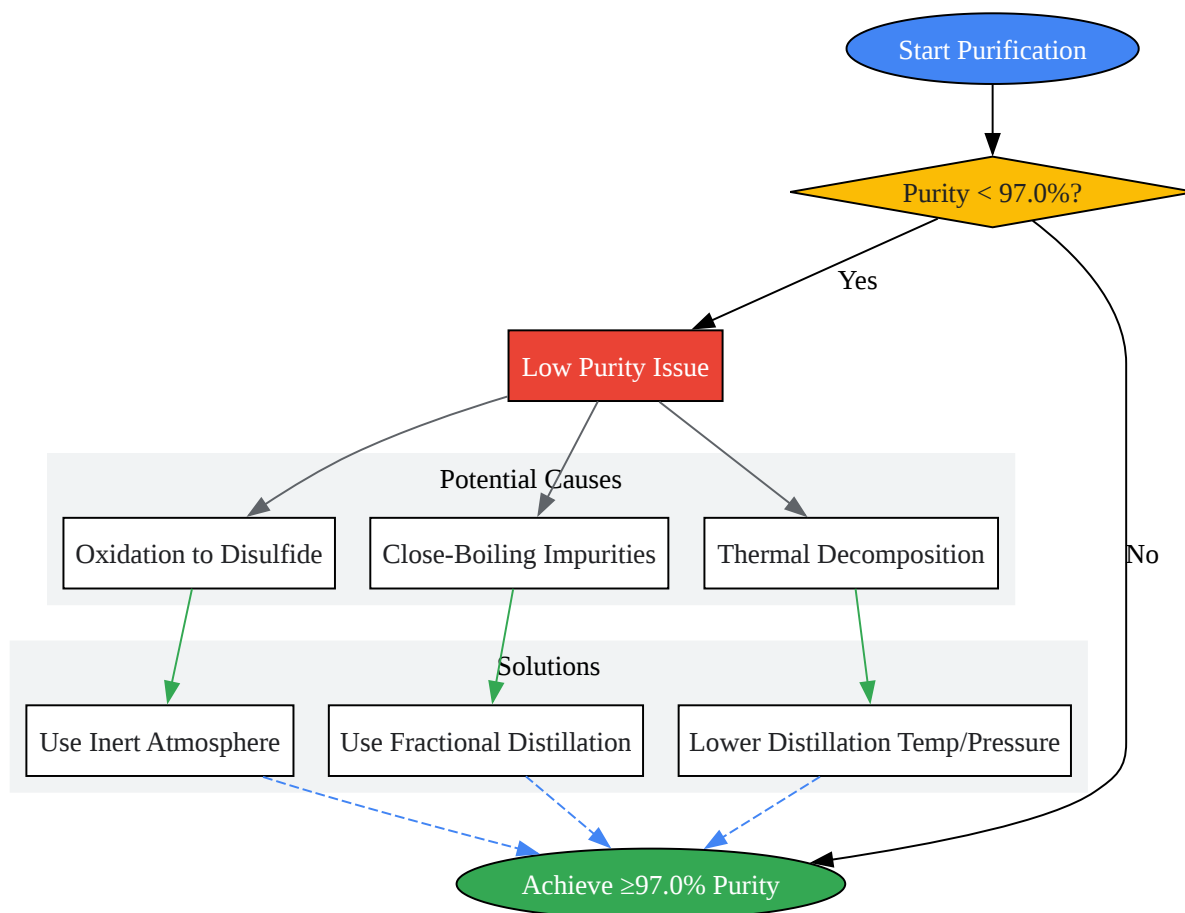 Start Purification
Purity < 97.0%?
Yes
Low Purity Issue
Potential Causes
Oxidation to Disulfide
Close-Boiling Impurities
Thermal Decomposition
No
Solutions
Use Inert Atmosphere
Use Fractional Distillation
Lower Distillation Temp/Pressure
Achieve ≥97.0% Purity